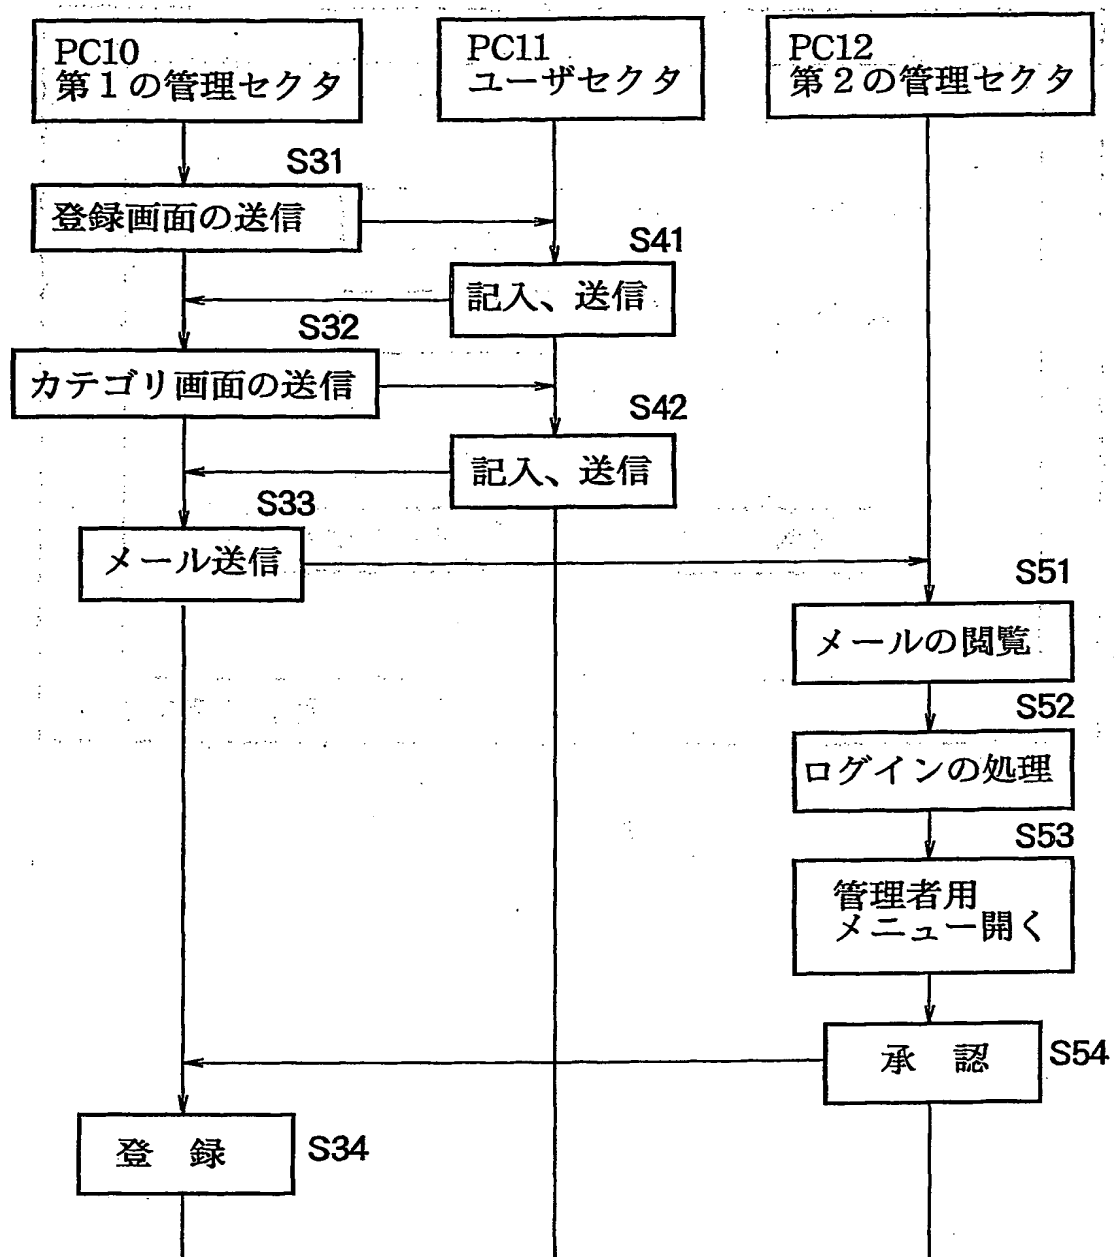 PC10
第1の管理セクタ
PC11
ユーザセクタ
PC12
第2の管理セクタ
S31
登録画面の送信
S41
記入、送信
S32
カテゴリ画面の送信
S42
記入、送信
S33
メール送信
S51
メールの閲覧
S52
ログインの処理
S53
管理者用
メニュー開く
承 認
S54
登 録
S34